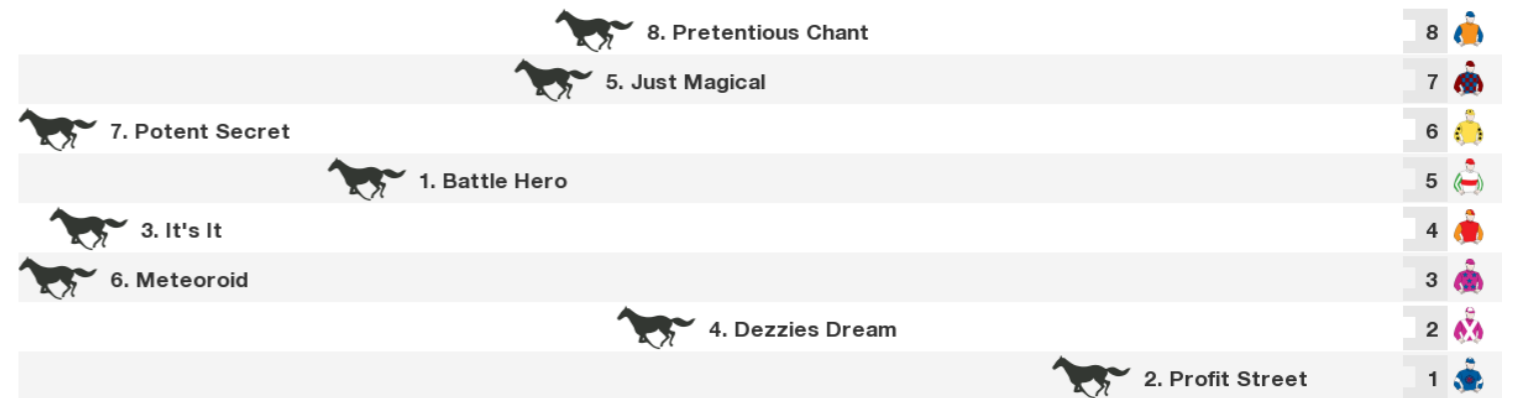 8. Pretentious Chant 8
5. Just Magical 7
7. Potent Secret 6
1. Battle Hero 5
3. It's It 4
6. Meteoroid 3
4. Dezzies Dream 2
2. Profit Street 1